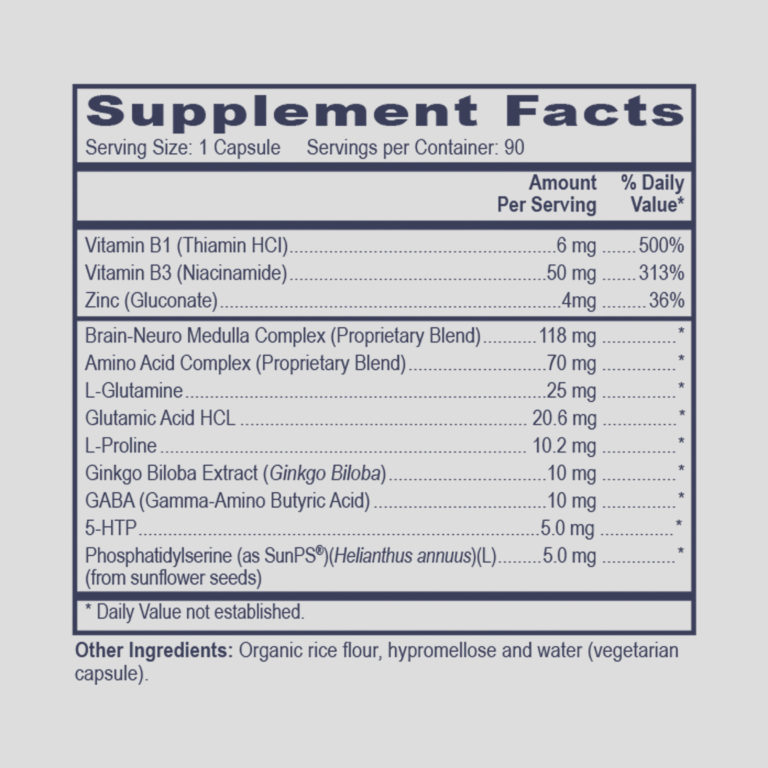 Supplement Facts
Serving Size: 1 Capsule Servings per Container: 90
Amount % Daily
Per Serving Value*
Vitamin B1 (Thiamin HCl)..........6 mg ......500%
Vitamin B3 (Niacinamide)..........50 mg ......313%
Zinc (Gluconate)..........4mg ........36%
Brain-Neuro Medulla Complex (Proprietary Blend)..........118 mg ..............*
Amino Acid Complex (Proprietary Blend)..........70 mg ..............*
L-Glutamine..........25 mg ..............*
Glutamic Acid HCL .......... 20.6 mg ..............*
L-Proline.......... 10.2 mg ..............*
Ginkgo Biloba Extract (Ginkgo Biloba)..........10 mg ..............*
GABA (Gamma-Amino Butyric Acid) ..........10 mg ..............*
5-HTP..........5.0 mg ..............*
Phosphatidylserine (as SunPS®)(Helianthus annuus)(L).........5.0 mg ..............*
(from sunflower seeds)
* Daily Value not established.
Other Ingredients: Organic rice flour, hypromellose and water (vegetarian
capsule).